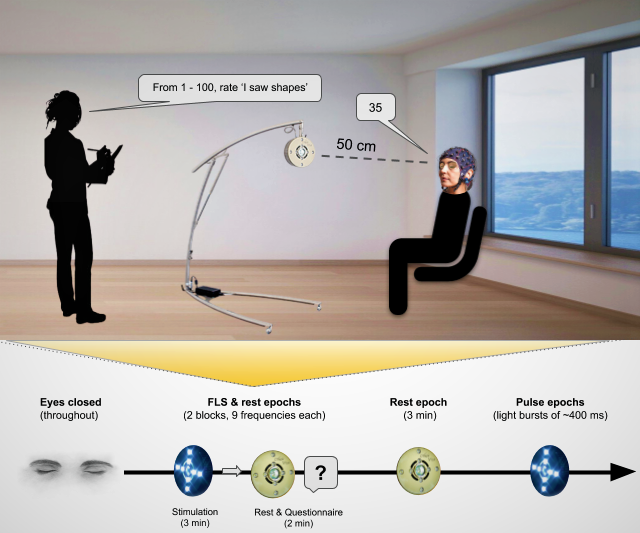 From 1 - 100, rate 'I saw shapes'
35
50 cm
Eyes closed
(throughout)
FLS & rest epochs
(2 blocks, 9 frequencies each)
Rest epoch
(3 min)
Pulse epochs
(light bursts of ~400 ms)
?
Stimulation
(3 min)
Rest & Questionnaire
(2 min)